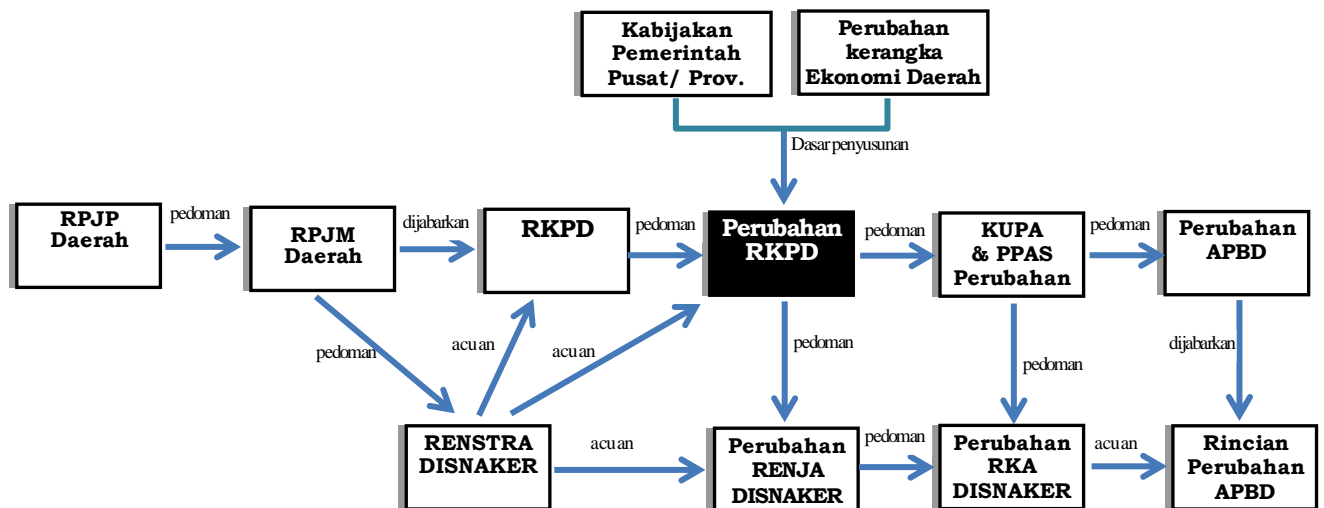 Kabijakan
Pemerintah
Pusat/ Prov.
Perubahan
kerangka
Ekonomi Daerah
Dasar penyusunan
RPJP
Daerah
pedoman
RPJM
Daerah
dijabarkan
RKPD
pedoman
Perubahan
RKPD
pedoman
KUPA
& PPAS
Perubahan
pedoman
Perubahan
APBD
pedoman
acuan
acuan
pedoman
pedoman
dijabarkan
RENSTRA
DISNAKER
acuan
Perubahan
RENJA
DISNAKER
pedoman
Perubahan
RKA
DISNAKER
acuan
Rincian
Perubahan
APBD